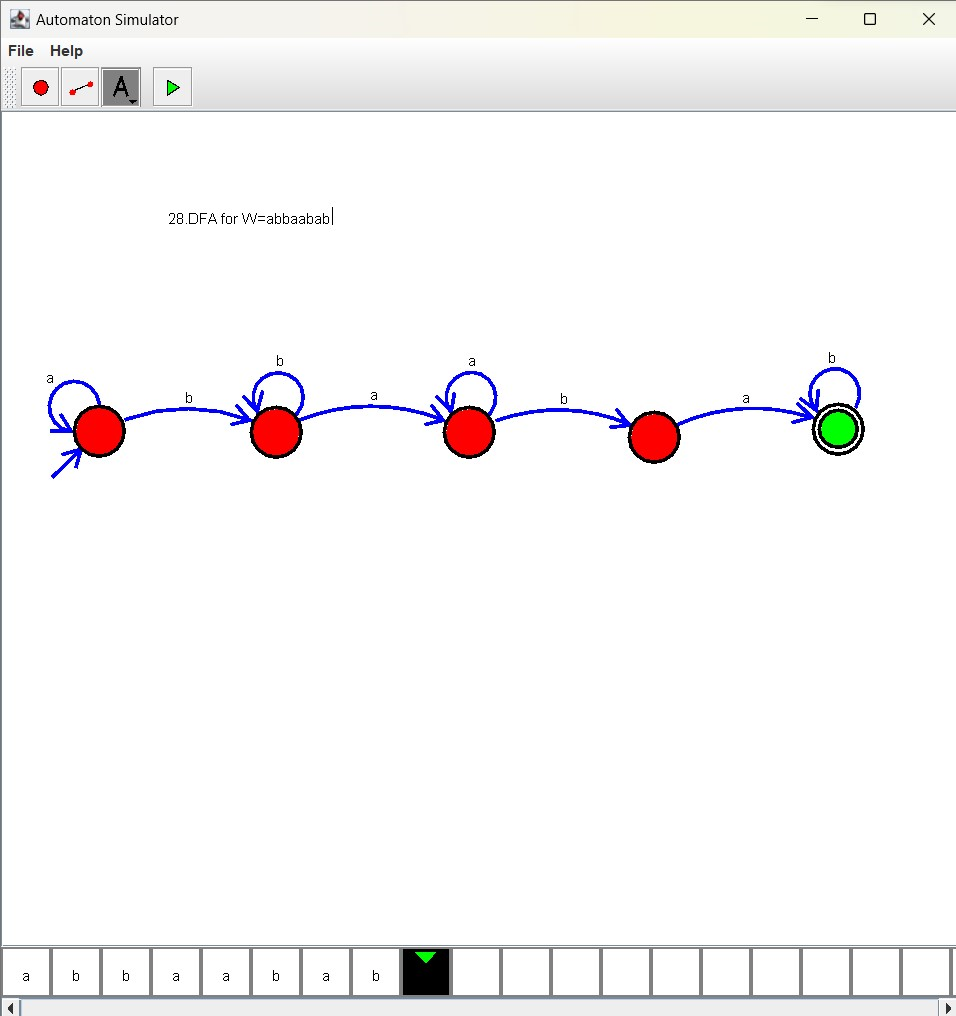 Automaton Simulator
File Help
A
28.DFA for W=abbaabab
a b b a b a b
b a b a
a b b a a b a b